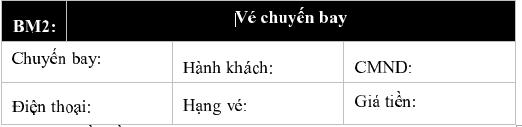 BM2: Vé chuyến bay
Chuyến bay: Hành khách: CMND:
Điện thoại: Hạng vé: Giá tiền: